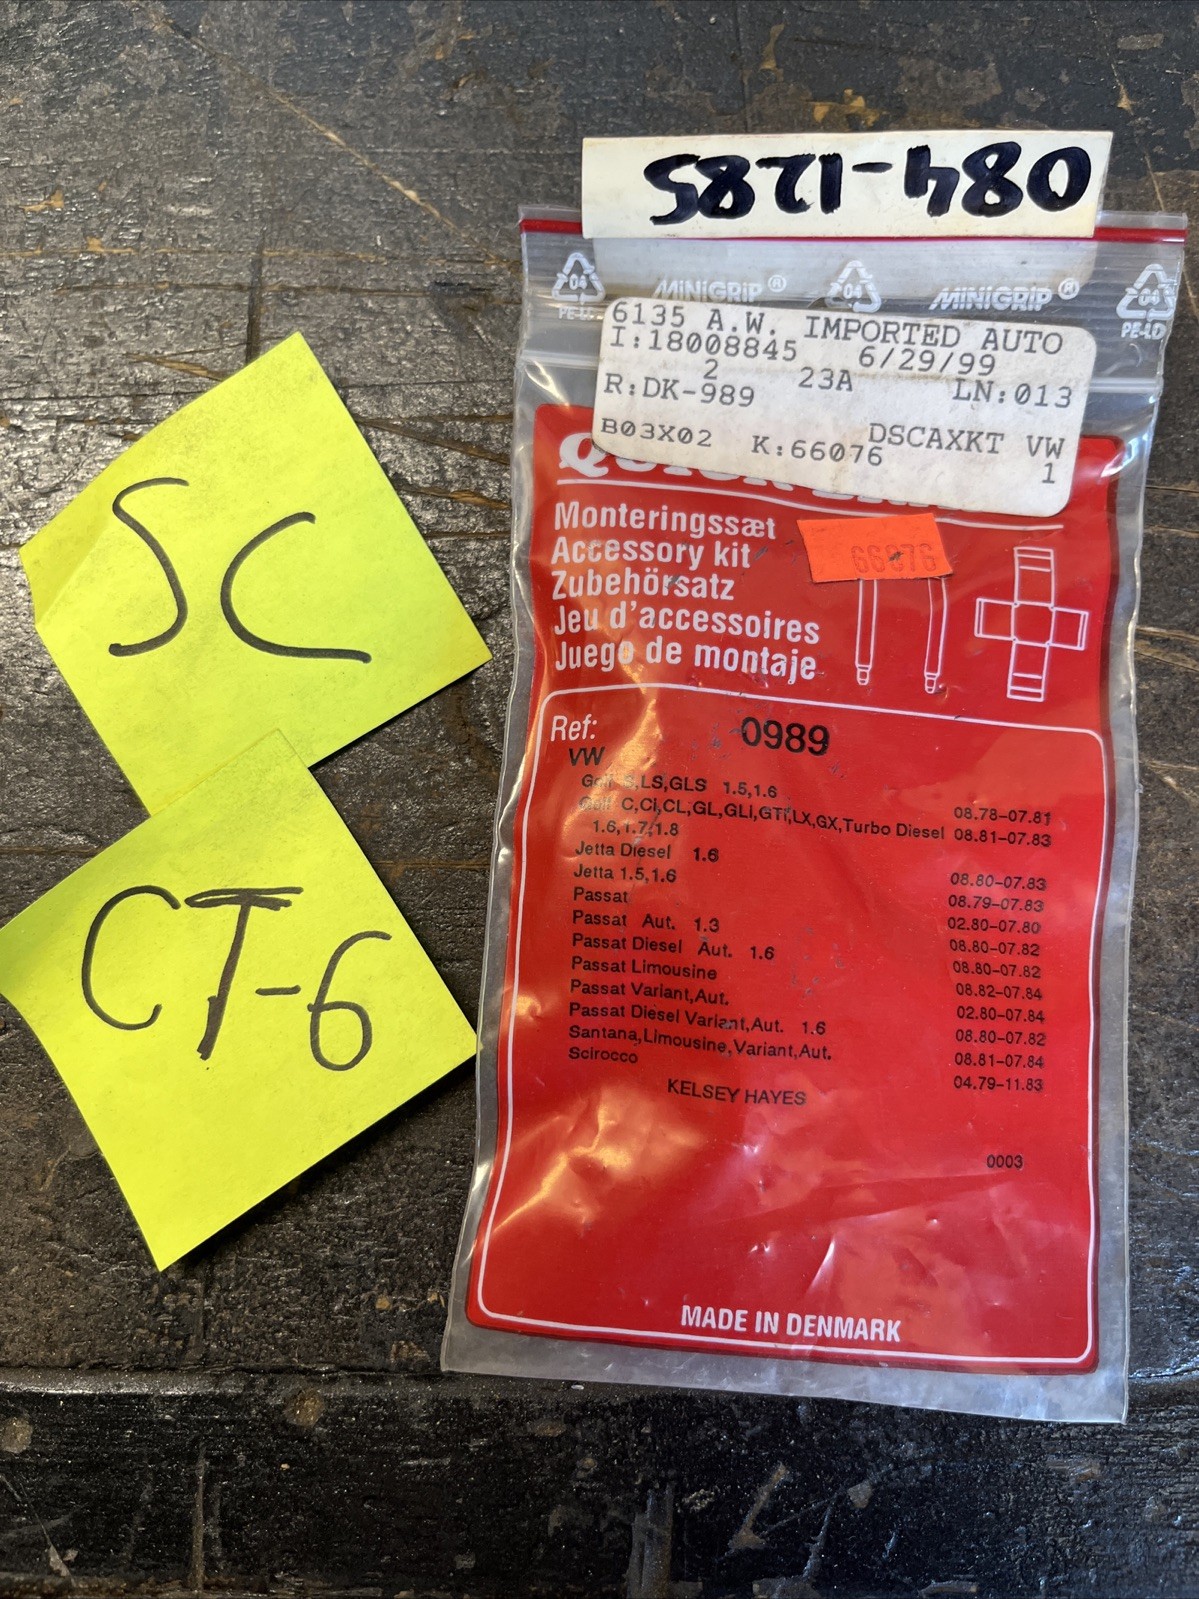 084-1285
04
MINIGRIP®
04
MINIGRIP®
04
PE-LD
6135 A.W. IMPORTED AUTO
I:18008845 6/29/99
2 23A LN:013
R:DK-989
B03X02 DSCAXKT VW
K:66076 1
Monteringssæt
Accessory kit
Zubehörsatz
Jeu d'accessoires
Juego de montaje
66076
Ref: 0989
VW
Golf S,LS,GLS 1.5,1.6 08.78-07.81
Golf C,CI,CL,GL,GLI,GTI,LX,GX,Turbo Diesel 08.81-07.83
1.6,1.7,1.8
Jetta Diesel 1.6 08.80-07.83
Jetta 1.5,1.6 08.79-07.83
Passat 02.80-07.80
Passat Aut. 1.3 08.80-07.82
Passat Diesel Aut. 1.6 08.80-07.82
Passat Limousine 08.82-07.84
Passat Variant,Aut. 02.80-07.84
Passat Diesel Variant,Aut. 1.6 08.80-07.82
Santana,Limousine,Variant,Aut. 08.81-07.84
Scirocco 04.79-11.83
KELSEY HAYES
0003
MADE IN DENMARK
SC
CT-6